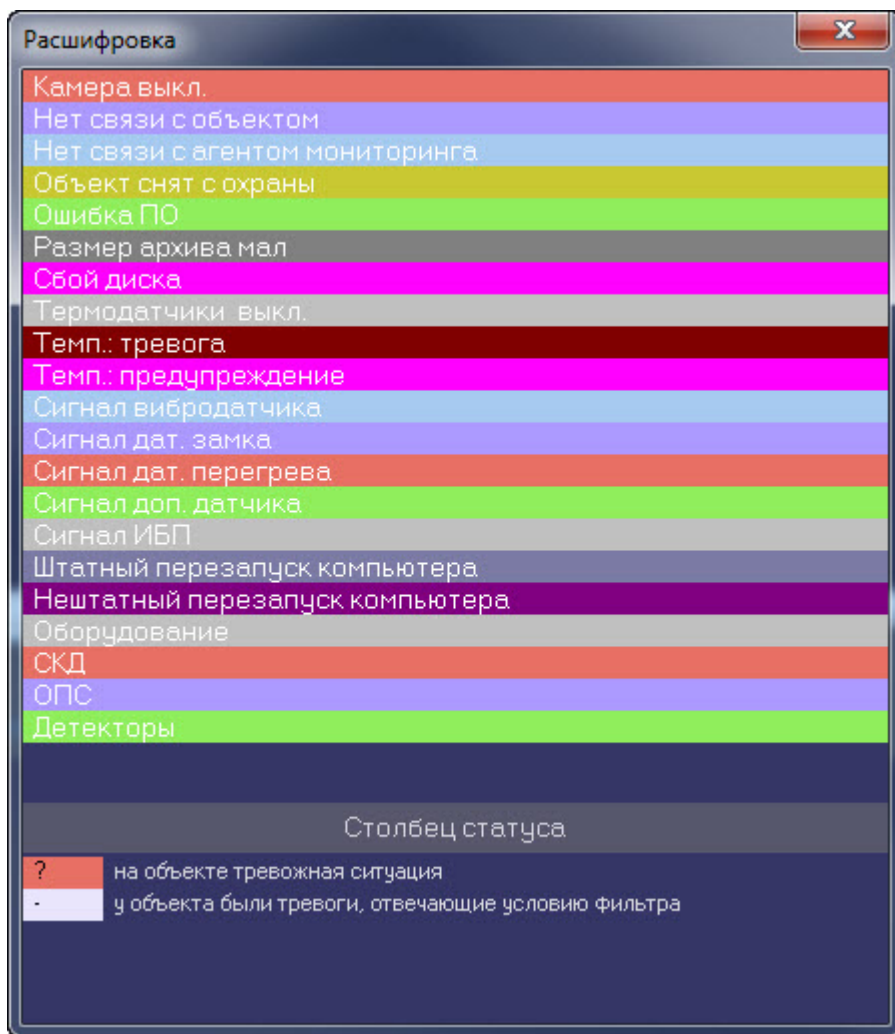 Расшифровка
Камера выкл.
Нет связи с объектом
Нет связи с агентом мониторинга
Объект снят с охраны
Ошибка ПО
Размер архива мал
Сбой диска
Термодатчики выкл.
Темп.: тревога
Темп.: предупреждение
Сигнал вибродатчика
Сигнал дат. замка
Сигнал дат. перегрева
Сигнал доп. датчика
Сигнал ИБП
Штатный перезапуск компьютера
Нештатный перезапуск компьютера
Оборудование
СКД
ОПС
Детекторы
Столбец статуса
? на объекте тревожная ситуация
- у объекта были тревоги, отвечающие условию фильтра